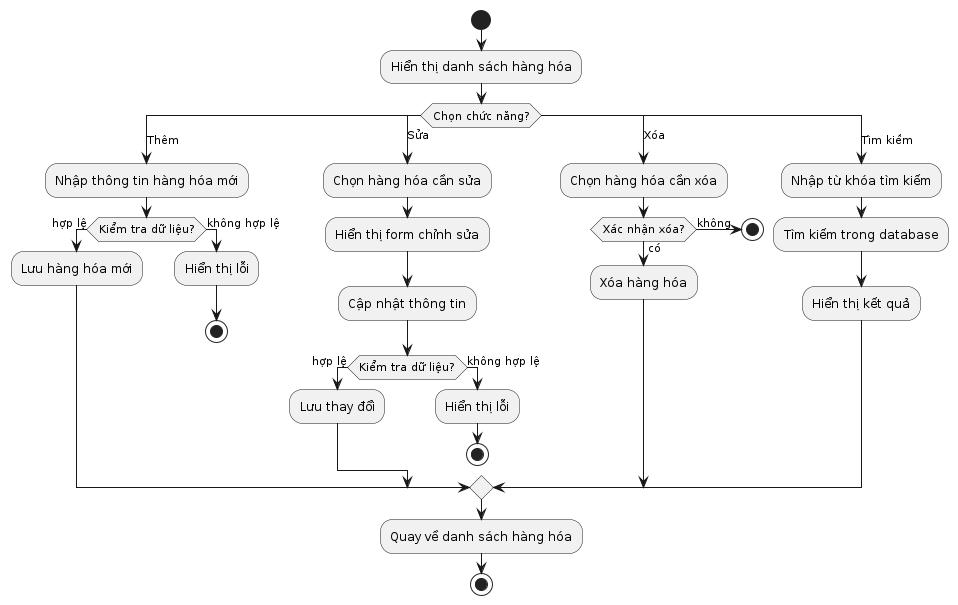 Hiển thị danh sách hàng hóa
Chọn chức năng?
Thêm
Nhập thông tin hàng hóa mới
hợp lệ
Kiểm tra dữ liệu?
không hợp lệ
Lưu hàng hóa mới
Hiển thị lỗi
Sửa
Chọn hàng hóa cần sửa
Hiển thị form chỉnh sửa
Cập nhật thông tin
hợp lệ
Kiểm tra dữ liệu?
không hợp lệ
Lưu thay đổi
Hiển thị lỗi
Xóa
Chọn hàng hóa cần xóa
Xác nhận xóa?
không
có
Xóa hàng hóa
Tìm kiếm
Nhập từ khóa tìm kiếm
Tìm kiếm trong database
Hiển thị kết quả
Quay về danh sách hàng hóa